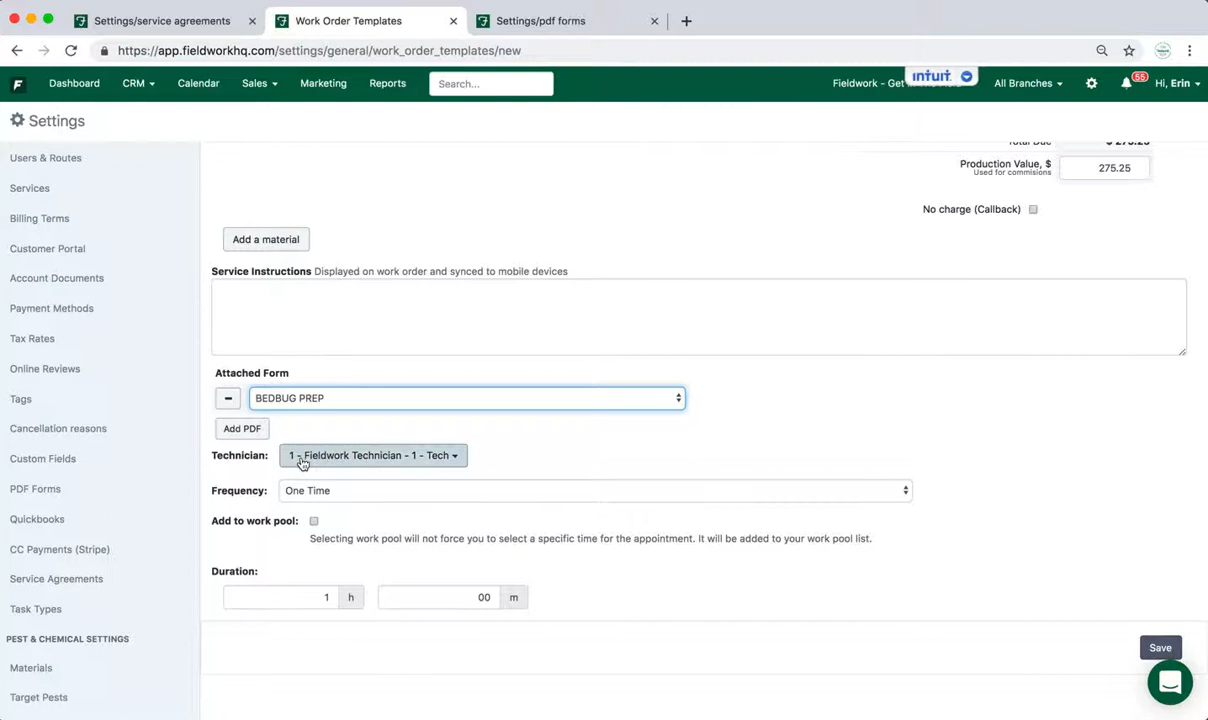 Settings/service agreements
Work Order Templates
Settings/pdf forms
https://app.fieldworkhq.com/settings/general/work_order_templates/new
Dashboard CRM Calendar Sales Marketing Reports Search... Fieldwork - Get intuit. All Branches 55 Hi, Erin
Settings
Users & Routes
Services
Billing Terms
Customer Portal
Account Documents
Payment Methods
Tax Rates
Online Reviews
Tags
Cancellation reasons
Custom Fields
PDF Forms
Quickbooks
CC Payments (Stripe)
Service Agreements
Task Types
PEST & CHEMICAL SETTINGS
Materials
Target Pests
Total Due $ 275.25
Production Value, $ 275.25
Used for commisions
No charge (Callback)
Add a material
Service Instructions Displayed on work order and synced to mobile devices
Attached Form
BEDBUG PREP
Add PDF
Technician: 1 - Fieldwork Technician - 1 - Tech
Frequency: One Time
Add to work pool:
Selecting work pool will not force you to select a specific time for the appointment. It will be added to your work pool list.
Duration:
1 h 00 m
Save